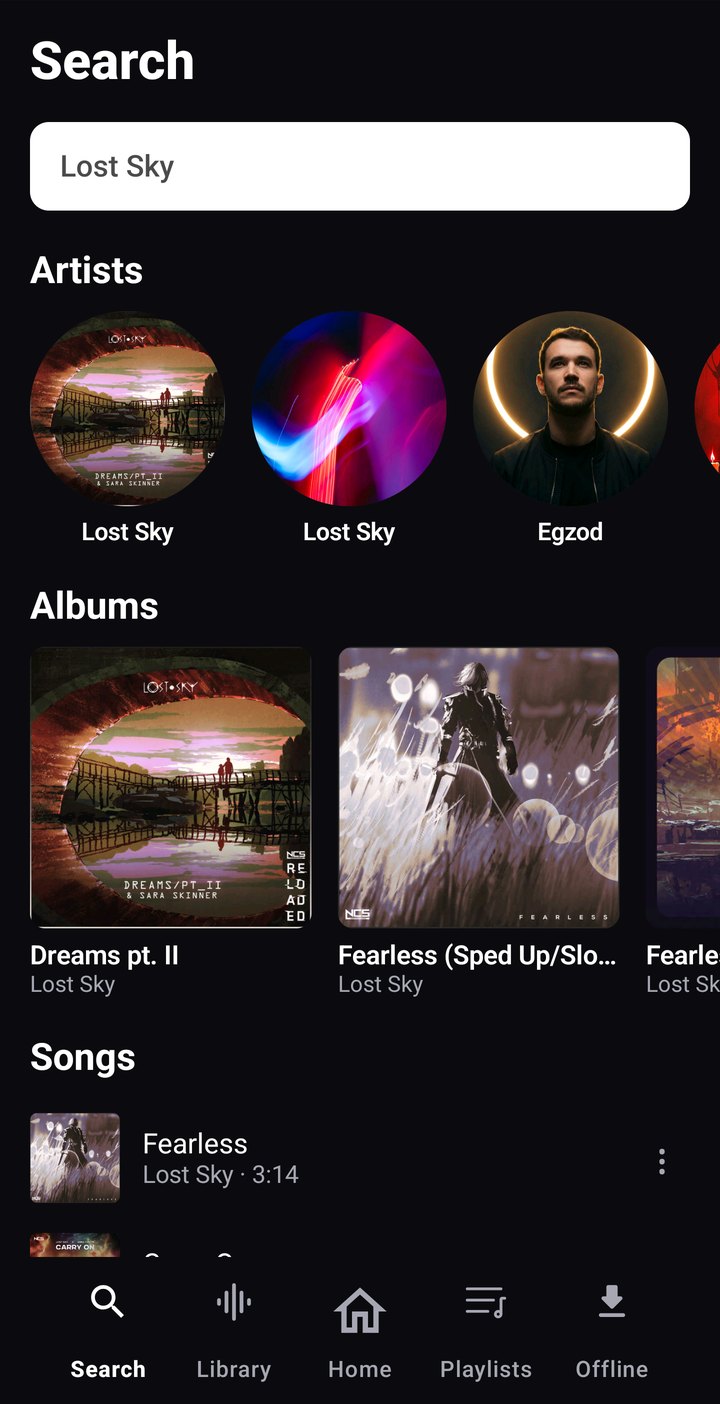 Search
Lost Sky
Artists
LOST SKY
DREAMS/PT_II
& SARA SKINNER
Lost Sky
Lost Sky
Egzod
Albums
LOST SKY
NCS
RE
LO
AD
ED
DREAMS/PT_II
& SARA SKINNER
NCS
FEARLESS
Dreams pt. II
Lost Sky
Fearless (Sped Up/Slo...
Lost Sky
Fearle
Lost Sk
Songs
Fearless
Lost Sky · 3:14
CARRY ON
Search
Library
Home
Playlists
Offline